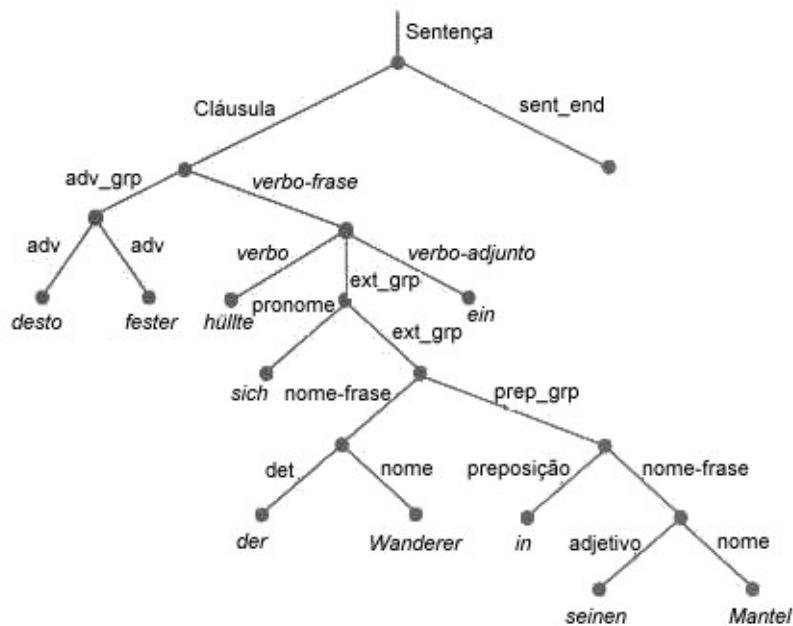 Sentença
sent_end
Cláusula
adv_grp
verbo-frase
adv
adv
verbo
verbo-adjunto
ext_grp
pronome
desto
fester
hüllte
ein
ext_grp
sich
nome-frase
prep_grp
det
nome
preposição
nome-frase
der
Wanderer
in
adjetivo
nome
seinen
Mantel